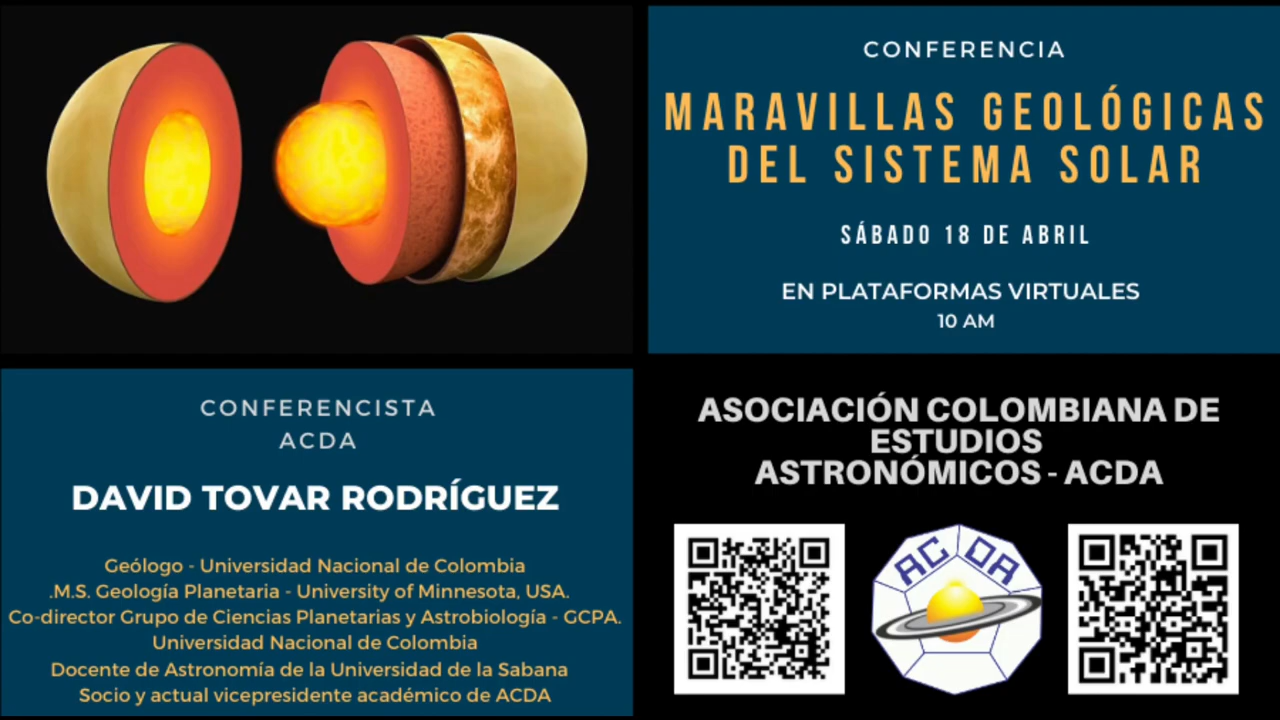 CONFERENCIA
MARAVILLAS GEOLÓGICAS
DEL SISTEMA SOLAR
SÁBADO 18 DE ABRIL
EN PLATAFORMAS VIRTUALES
10 AM
CONFERENCISTA
ACDA
DAVID TOVAR RODRÍGUEZ
Geólogo - Universidad Nacional de Colombia
.M.S. Geología Planetaria - University of Minnesota, USA.
Co-director Grupo de Ciencias Planetarias y Astrobiología - GCPA.
Universidad Nacional de Colombia
Docente de Astronomía de la Universidad de la Sabana
Socio y actual vicepresidente académico de ACDA
ASOCIACIÓN COLOMBIANA DE
ESTUDIOS
ASTRONÓMICOS - ACDA
ACDA